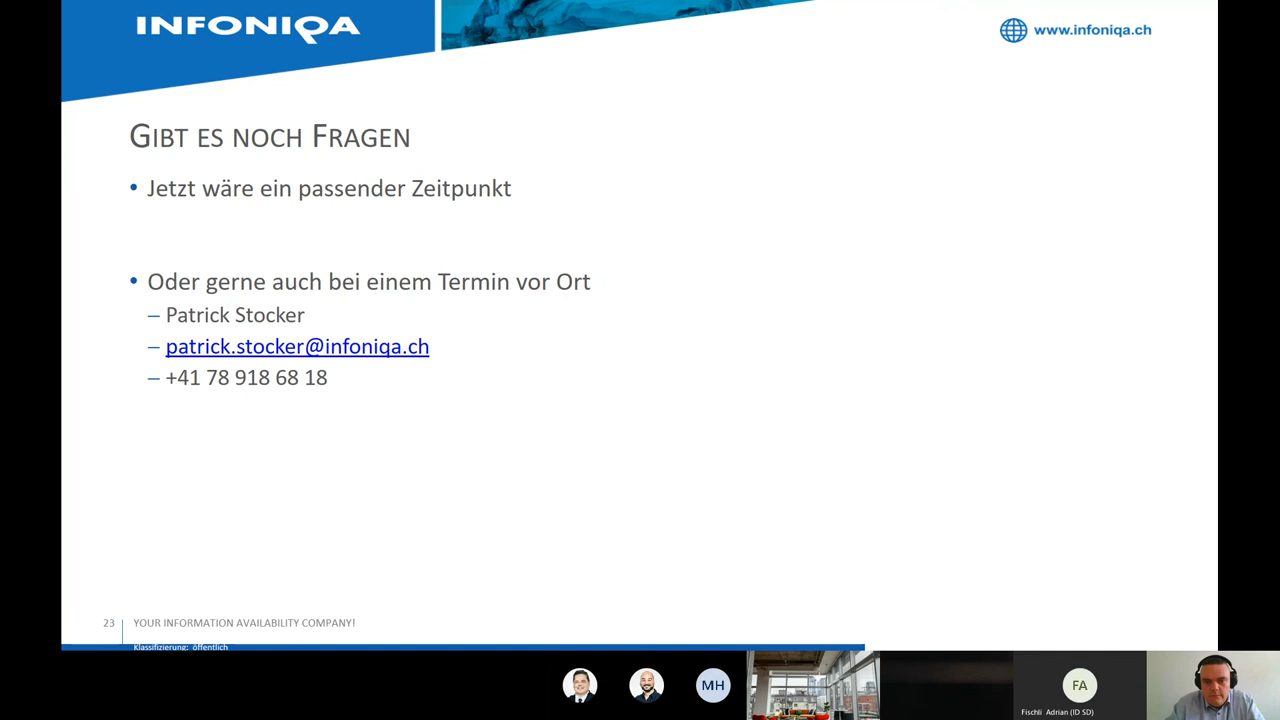 INFONIQA
www.infoniqa.ch
Gibt es noch Fragen
• Jetzt wäre ein passender Zeitpunkt
• Oder gerne auch bei einem Termin vor Ort
– Patrick Stocker
– patrick.stocker@infoniqa.ch
– +41 78 918 68 18
23 YOUR INFORMATION AVAILABILITY COMPANY!
Klassifizierung: öffentlich
MH
FA
Fischli Adrian (ID SD)